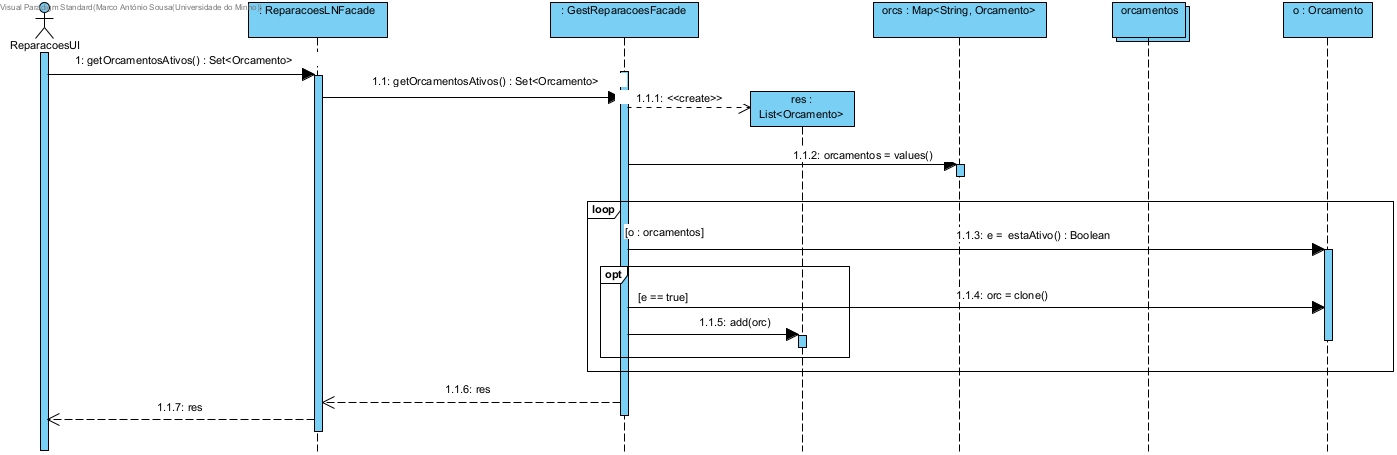 Visual Paradigm Standard(Marco António Sousa(Universidade do Minho))
ReparacoesUI
: ReparacoesLNFacade
: GestReparacoesFacade
orcs : Map<String, Orcamento>
orcamentos
o : Orcamento
1: getOrcamentosAtivos() : Set<Orcamento>
1.1: getOrcamentosAtivos() : Set<Orcamento>
1.1.1: <<create>>
res :
List<Orcamento>
1.1.2: orcamentos = values()
loop
[o : orcamentos]
1.1.3: e = estaAtivo() : Boolean
opt
[e == true]
1.1.4: orc = clone()
1.1.5: add(orc)
1.1.6: res
1.1.7: res